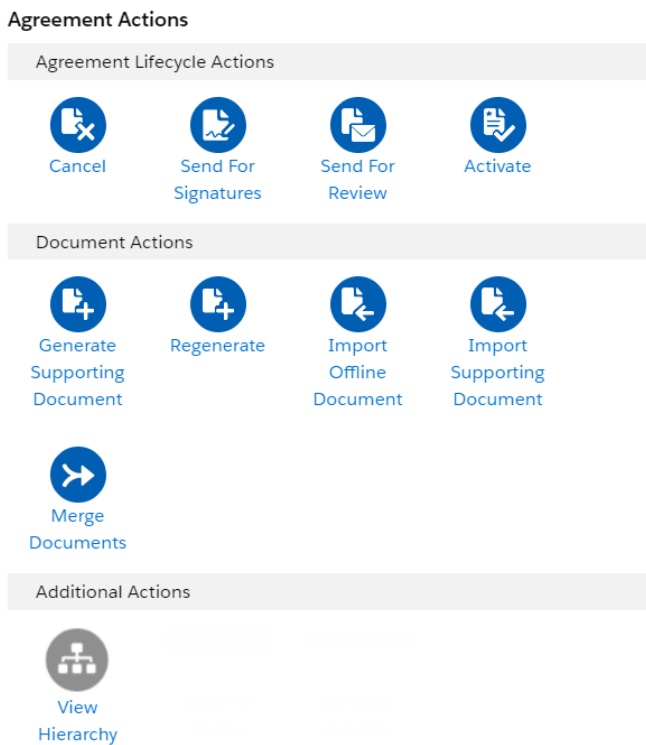 Agreement Actions
Agreement Lifecycle Actions
Cancel
Send For
Signatures
Send For
Review
Activate
Document Actions
Generate
Supporting
Document
Regenerate
Import
Offline
Document
Import
Supporting
Document
Merge
Documents
Additional Actions
View
Hierarchy